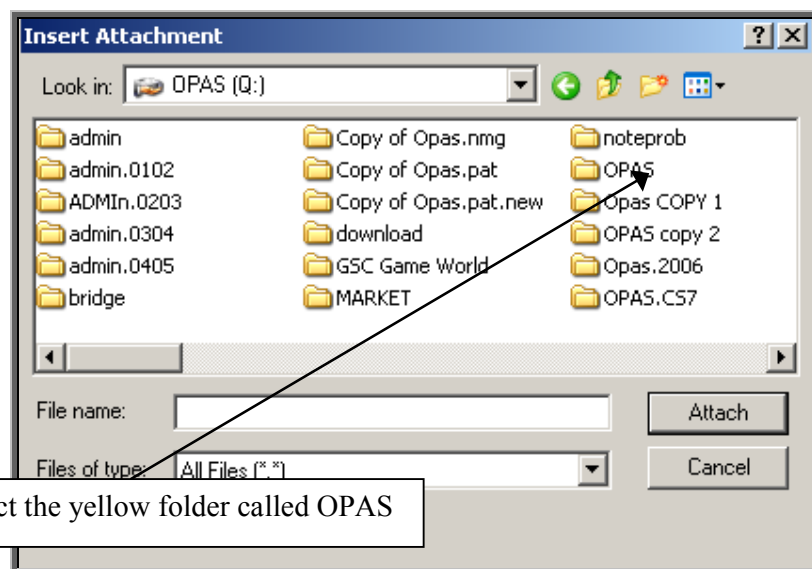 Insert Attachment
Look in: OPAS (Q:)
admin Copy of Opas.nmg noteprob
admin.0102 Copy of Opas.pat OPAS
ADMIn.0203 Copy of Opas.pat.new Opas COPY 1
admin.0304 download OPAS copy 2
admin.0405 GSC Game World Opas.2006
bridge MARKET OPAS.CS7
File name: Attach
Files of type: All Files (*.*) Cancel
the yellow folder called OPAS